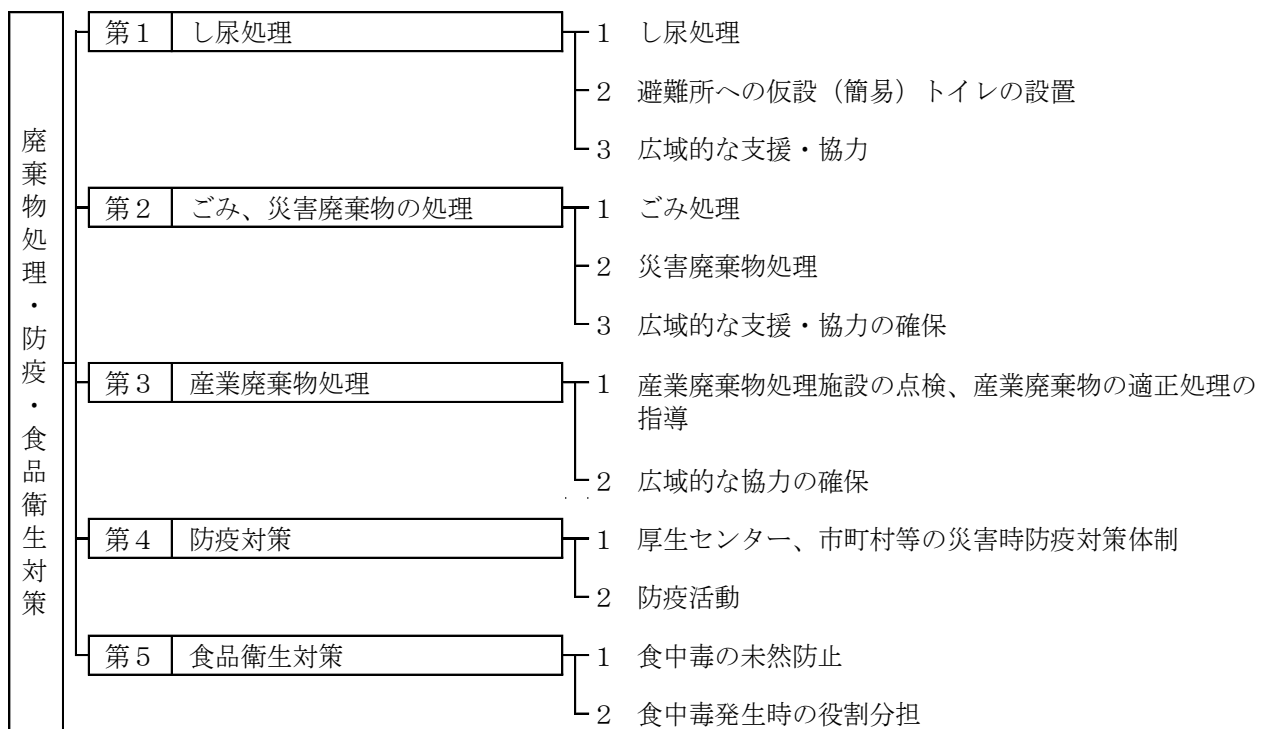 廃棄物処理・防疫・食品衛生対策
第１　し尿処理
１　し尿処理
２　避難所への仮設（簡易）トイレの設置
３　広域的な支援・協力
第２　ごみ、災害廃棄物の処理
１　ごみ処理
２　災害廃棄物処理
３　広域的な支援・協力の確保
第３　産業廃棄物処理
１　産業廃棄物処理施設の点検、産業廃棄物の適正処理の
指導
２　広域的な協力の確保
第４　防疫対策
１　厚生センター、市町村等の災害時防疫対策体制
２　防疫活動
第５　食品衛生対策
１　食中毒の未然防止
２　食中毒発生時の役割分担